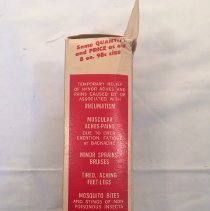 Same QUANTITY
and PRICE as old
8 oz. 98c size
TEMPORARY RELIEF
OF MINOR ACHES AND
PAINS CAUSED BY OR
ASSOCIATED WITH
RHEUMATISM
MUSCULAR
ACHES-PAINS
DUE TO OVER-
EXERTION, FATIGUE
or BACKACHE
MINOR SPRAINS
BRUISES
TIRED, ACHING
FEET-LEGS
MOSQUITO BITES
AND STINGS OF NON-
POISONOUS INSECTS